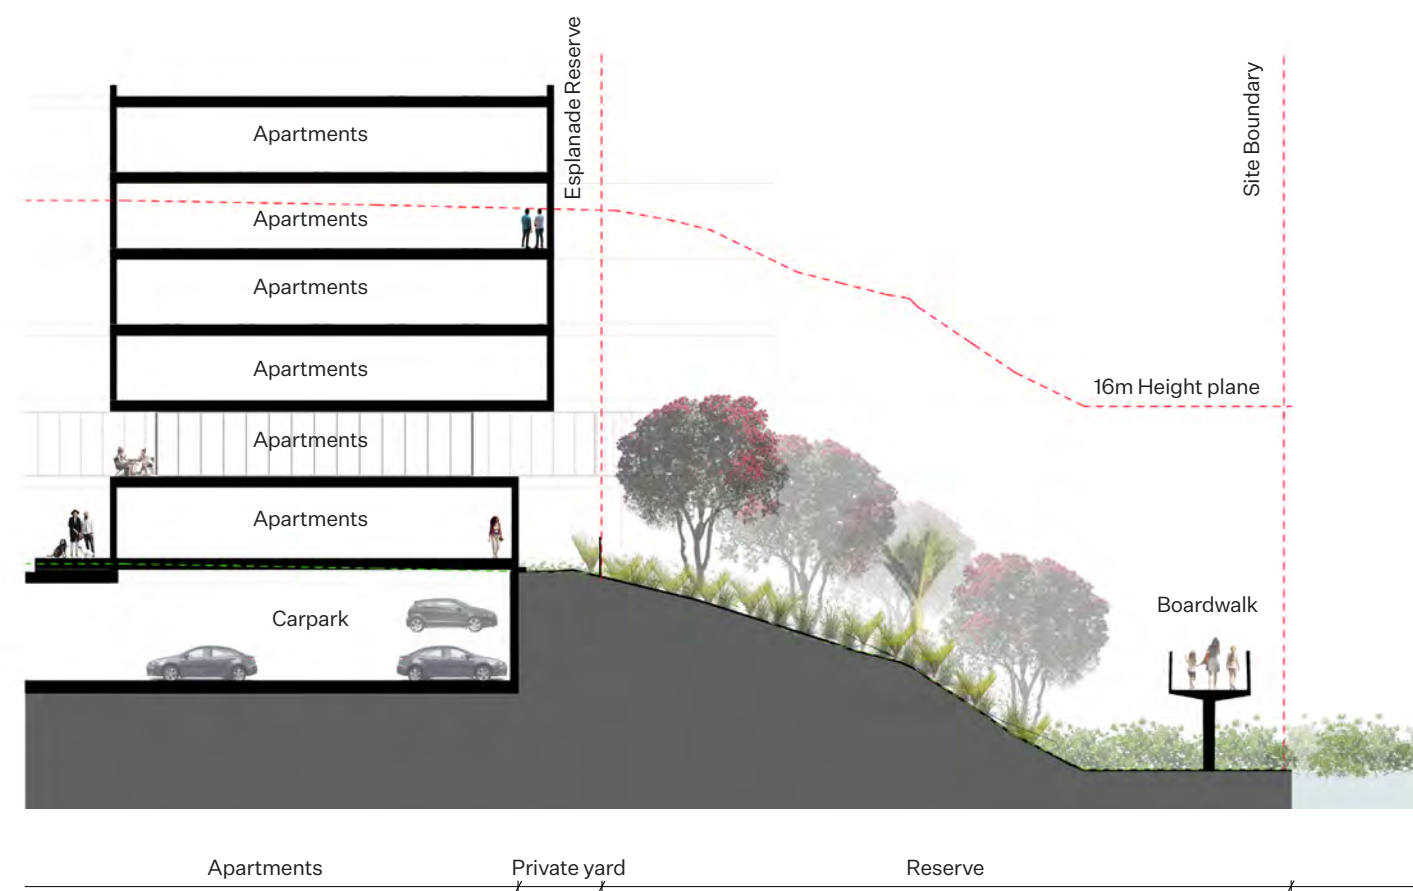 Esplanade Reserve
Site Boundary
Apartments
Apartments
Apartments
Apartments
16m Height plane
Apartments
Apartments
Carpark
Boardwalk
Apartments
Private yard
Reserve